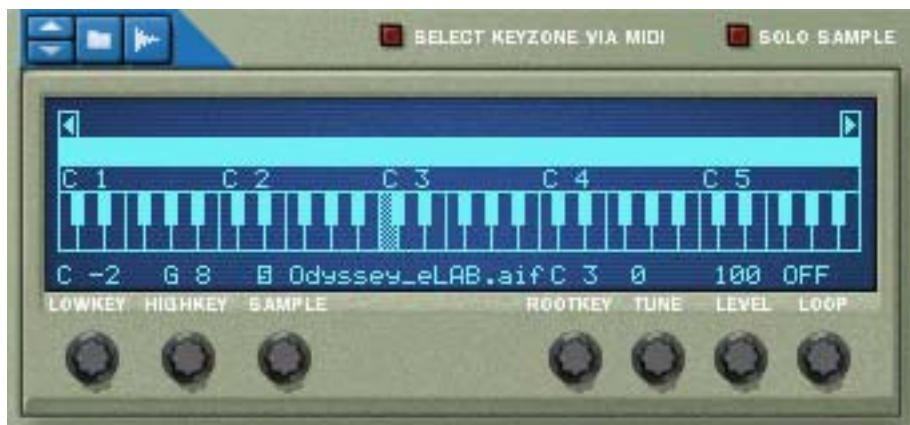 SELECT KEYZONE VIA MIDI SOLO SAMPLE
C 1 C 2 C 3 C 4 C 5
C -2 G 8 S Odyssey_eLAB.aif C 3 0 100 OFF
LOWKEY HIGHKEY SAMPLE ROOTKEY TUNE LEVEL LOOP